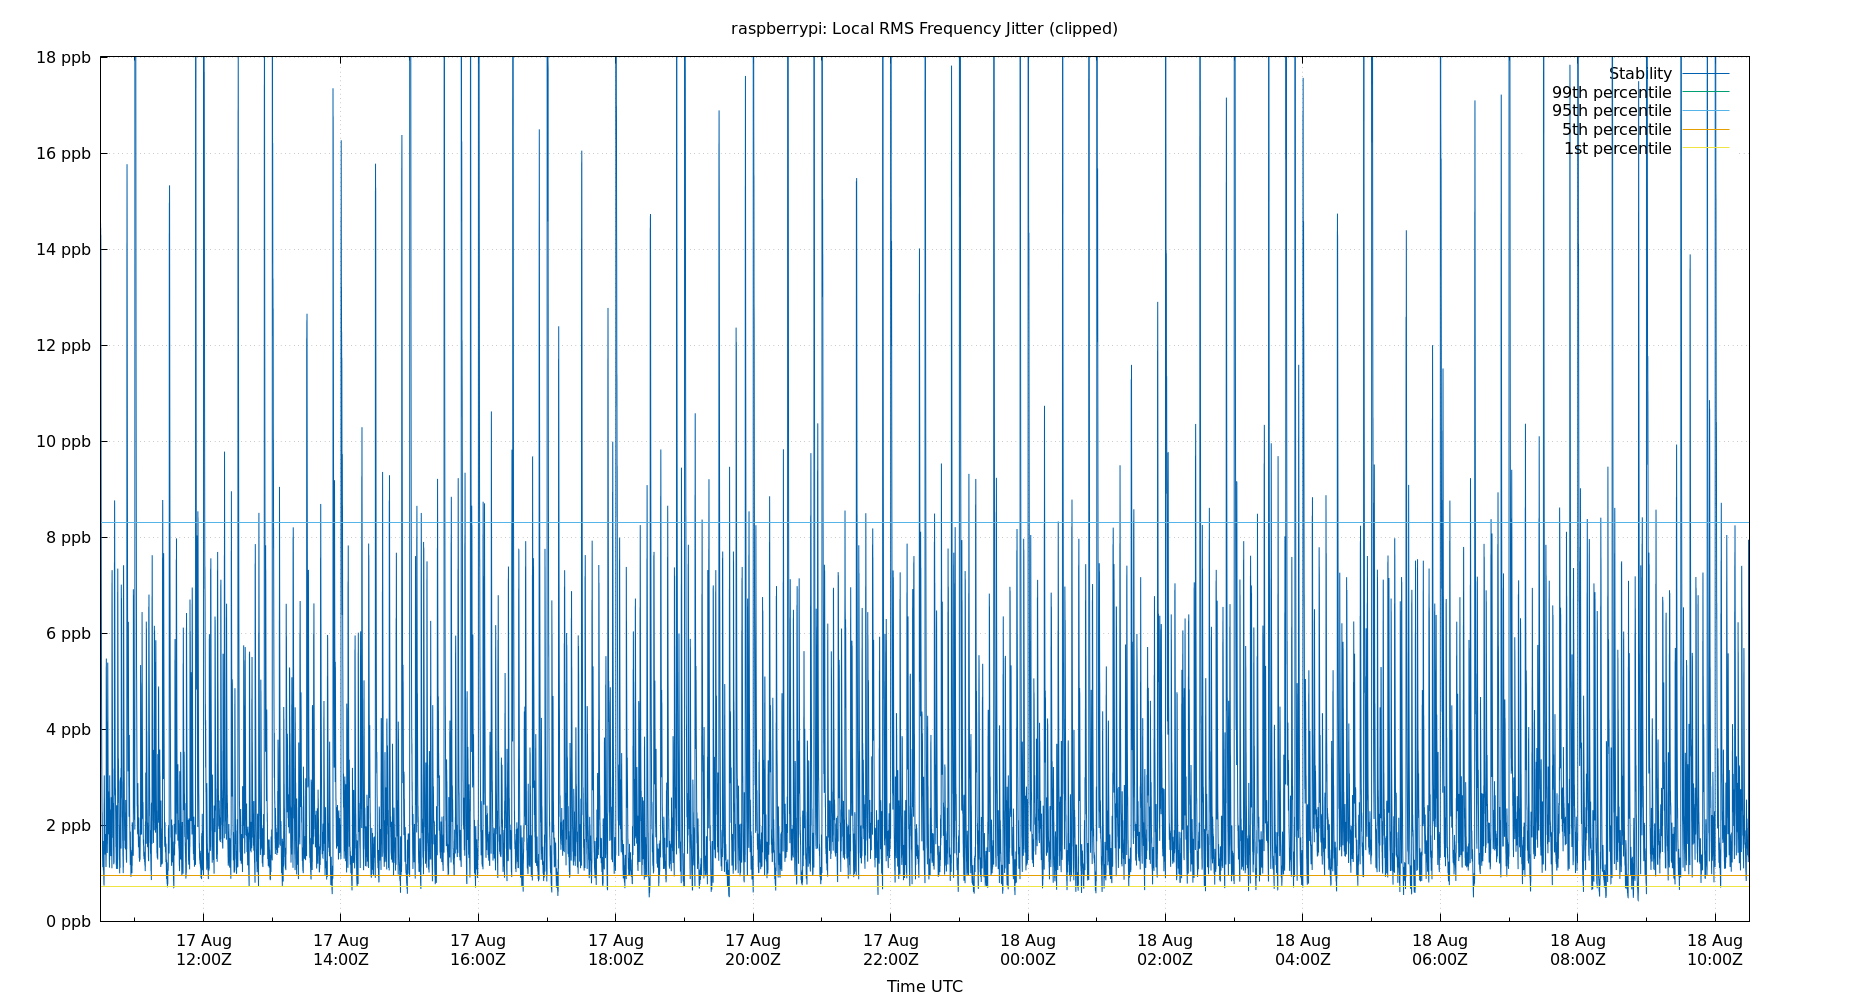 raspberrypi: Local RMS Frequency Jitter (clipped)
18 ppb
16 ppb
14 ppb
12 ppb
10 ppb
8 ppb
6 ppb
4 ppb
2 ppb
0 ppb
Stability
99th percentile
95th percentile
5th percentile
1st percentile
17 Aug
12:00Z
17 Aug
14:00Z
17 Aug
16:00Z
17 Aug
18:00Z
17 Aug
20:00Z
17 Aug
22:00Z
18 Aug
00:00Z
18 Aug
02:00Z
18 Aug
04:00Z
18 Aug
06:00Z
18 Aug
08:00Z
18 Aug
10:00Z
Time UTC